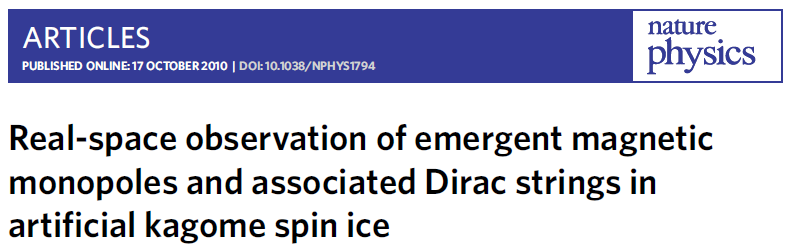 ARTICLES
PUBLISHED ONLINE: 17 OCTOBER 2010 | DOI: 10.1038/NPHYS1794
nature
physics
Real-space observation of emergent magnetic
monopoles and associated Dirac strings in
artificial kagome spin ice